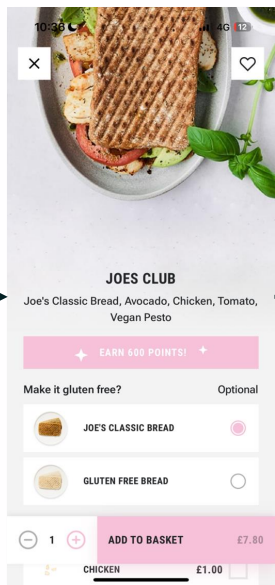 10:36
4G 12
JOES CLUB
Joe's Classic Bread, Avocado, Chicken, Tomato,
Vegan Pesto
EARN 600 POINTS!
Make it gluten free? Optional
JOE'S CLASSIC BREAD
GLUTEN FREE BREAD
1 ADD TO BASKET £7.80
CHICKEN £1.00